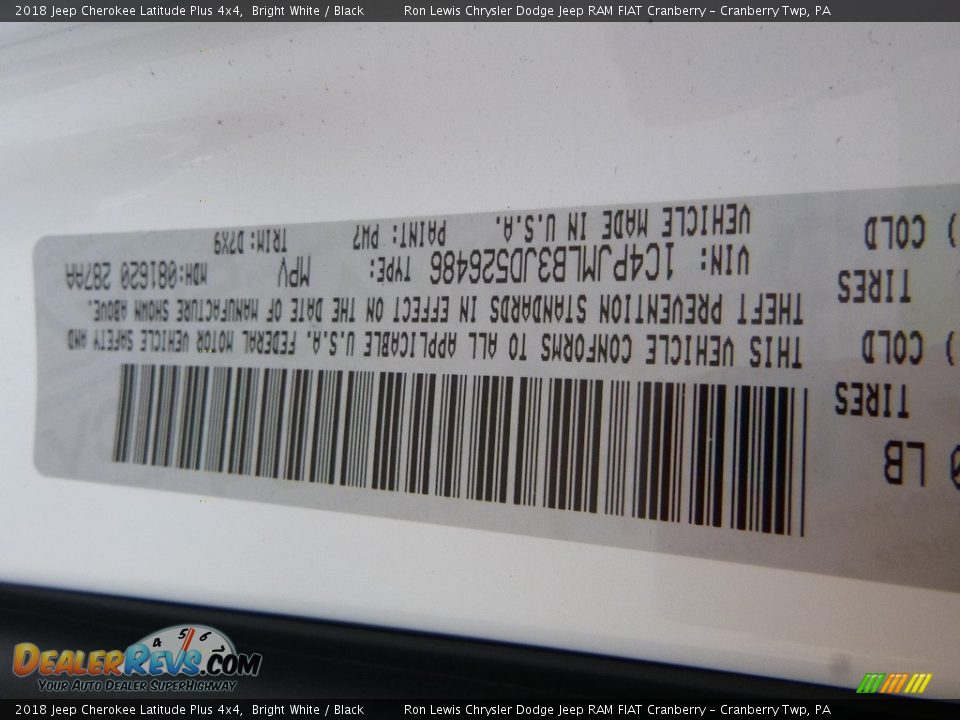 2018 Jeep Cherokee Latitude Plus 4x4,  Bright White / Black
Ron Lewis Chrysler Dodge Jeep RAM FIAT Cranberry - Cranberry Twp, PA
LB
TIRES
COLD )
TIRES
COLD )
THIS VEHICLE CONFORMS TO ALL APPLICABLE U.S.A. FEDERAL MOTOR VEHICLE SAFETY AND
THEFT PREVENTION STANDARDS IN EFFECT ON THE DATE OF MANUFACTURE SHOWN ABOVE.
VIN: 1C4PJMLB3JD526486 TYPE: MPV MDH:081620 287AA
VEHICLE MADE IN U.S.A. PAINT: PW7 TRIM: D7X9
4 5 6
DealerRevs.com
Your Auto Dealer SuperHighway
2018 Jeep Cherokee Latitude Plus 4x4,  Bright White / Black
Ron Lewis Chrysler Dodge Jeep RAM FIAT Cranberry - Cranberry Twp, PA